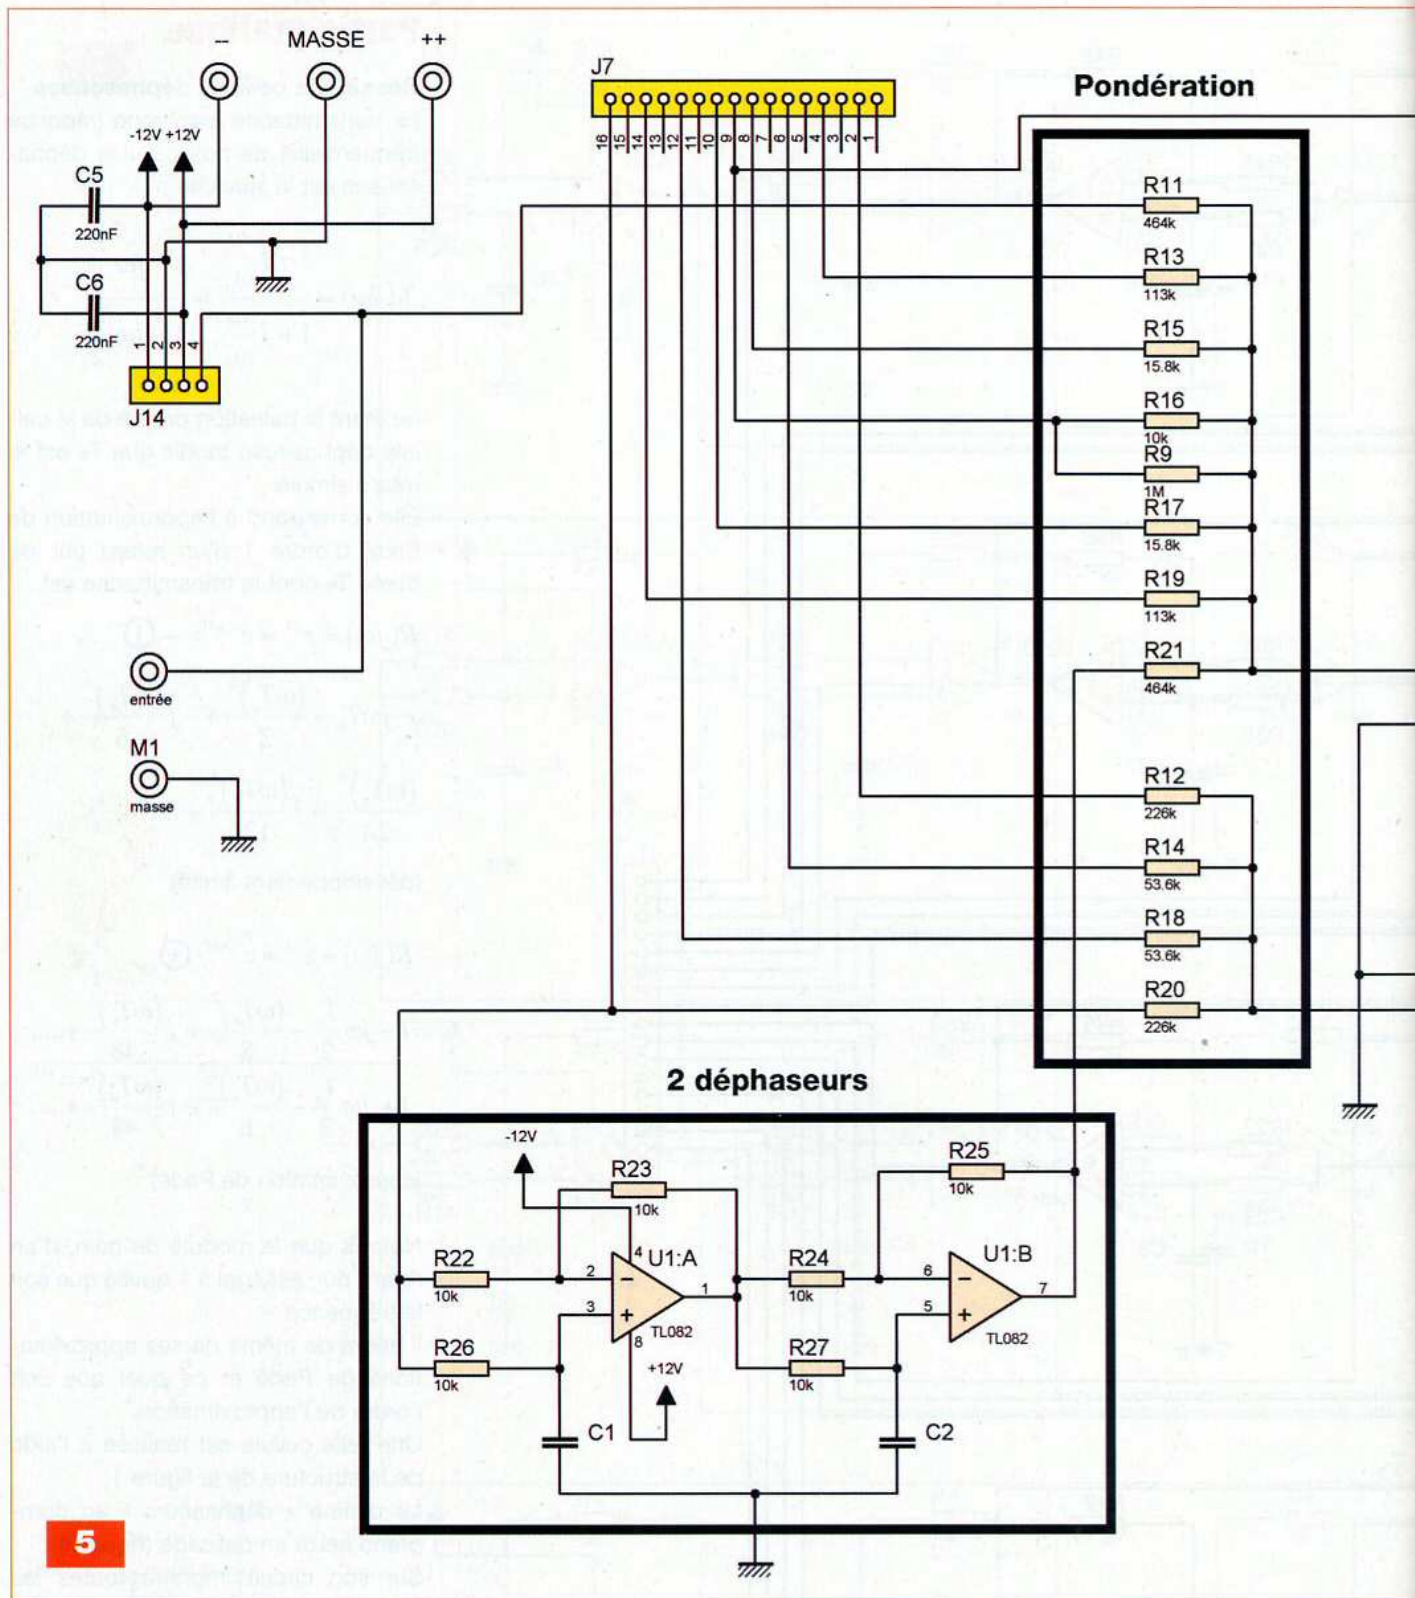 -- MASSE ++
J7
Pondération
-12V +12V
16 15 14 13 12 11 10 9 8 7 6 5 4 3 2 1
C5
220nF
C6
220nF
1 2 3 4
J14
R11
464k
R13
113k
R15
15.8k
R16
10k
R9
1M
R17
15.8k
R19
113k
R21
464k
entrée
M1
masse
R12
226k
R14
53.6k
R18
53.6k
R20
226k
2 déphaseurs
-12V
R23
10k
R25
10k
R22
10k
2
3
4
8
1
U1:A
TL082
R24
10k
6
5
7
U1:B
TL082
R26
10k
+12V
R27
10k
C1
C2
5